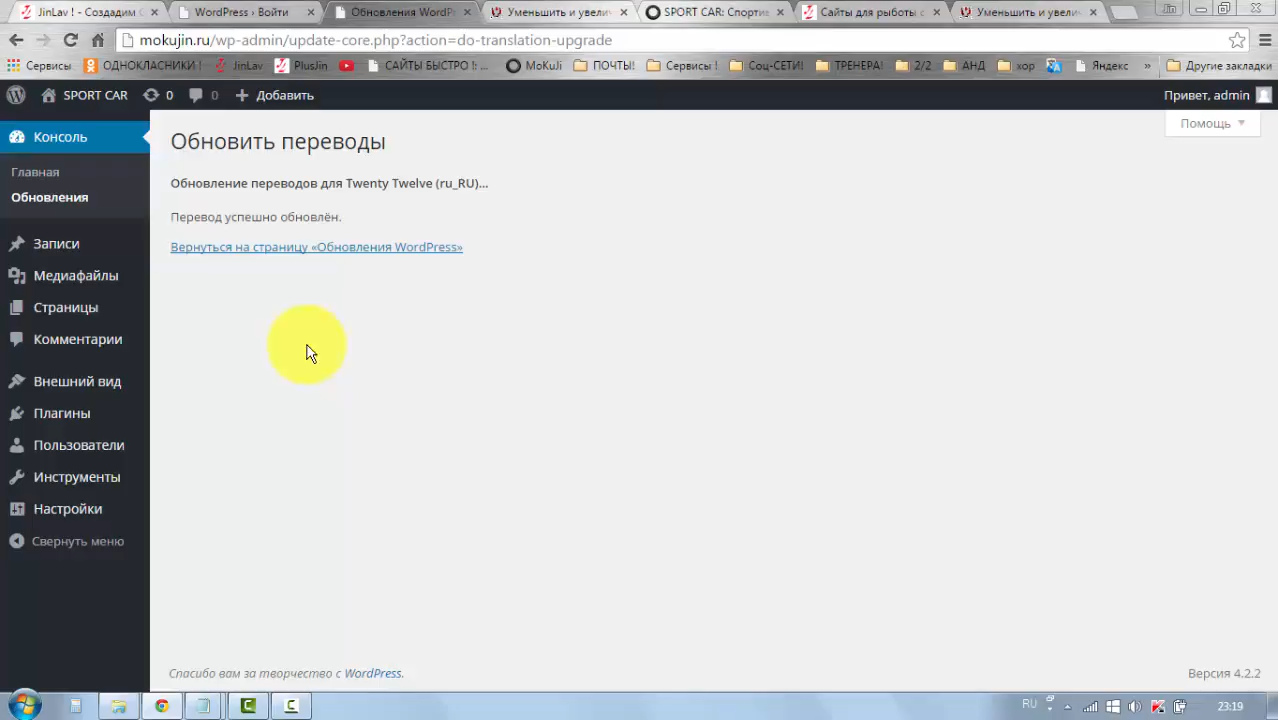 JinLav ! - Создадим С
WordPress › Войти
Обновления WordPr
Уменьшить и увелич
SPORT CAR: Спорти
Сайты для рыботы с
Уменьшить и увелич
Jin
mokujin.ru/wp-admin/update-core.php?action=do-translation-upgrade
Сервисы
ОДНОКЛАСНИКИ !
JinLav
PlusJin
САЙТЫ БЫСТРО !: ...
MoKuJi
ПОЧТЫ!
Сервисы !
Соц-СЕТИ!
ТРЕНЕРА!
2/2
АНД
хор
Яндекс
»
Другие закладки
SPORT CAR
0
0
Добавить
Привет, admin
Консоль
Помощь
Главная
Обновления
Записи
Медиафайлы
Страницы
Комментарии
Внешний вид
Плагины
Пользователи
Инструменты
Настройки
Свернуть меню
Обновить переводы
Обновление переводов для Twenty Twelve (ru_RU)...
Перевод успешно обновлён.
Вернуться на страницу «Обновления WordPress»
Спасибо вам за творчество с WordPress.
Версия 4.2.2
RU
23:19